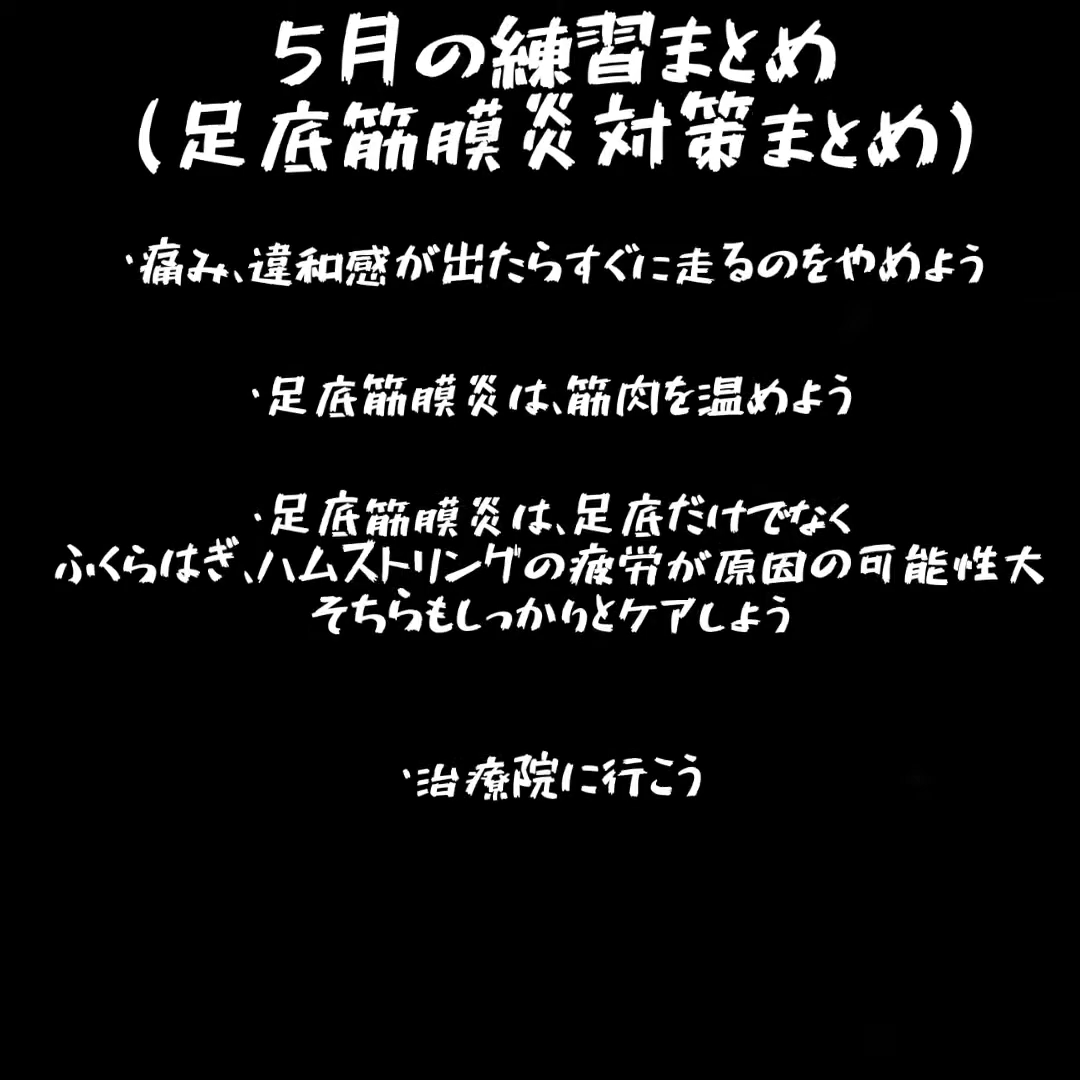 5月の練習まとめ
(足底筋膜炎対策まとめ)
・痛み、違和感が出たらすぐに走るのをやめよう
・足底筋膜炎は、筋肉を温めよう
・足底筋膜炎は、足底だけでなく
ふくらはぎ、ハムストリングの疲労が原因の可能性大
そちらもしっかりとケアしよう
・治療院に行こう